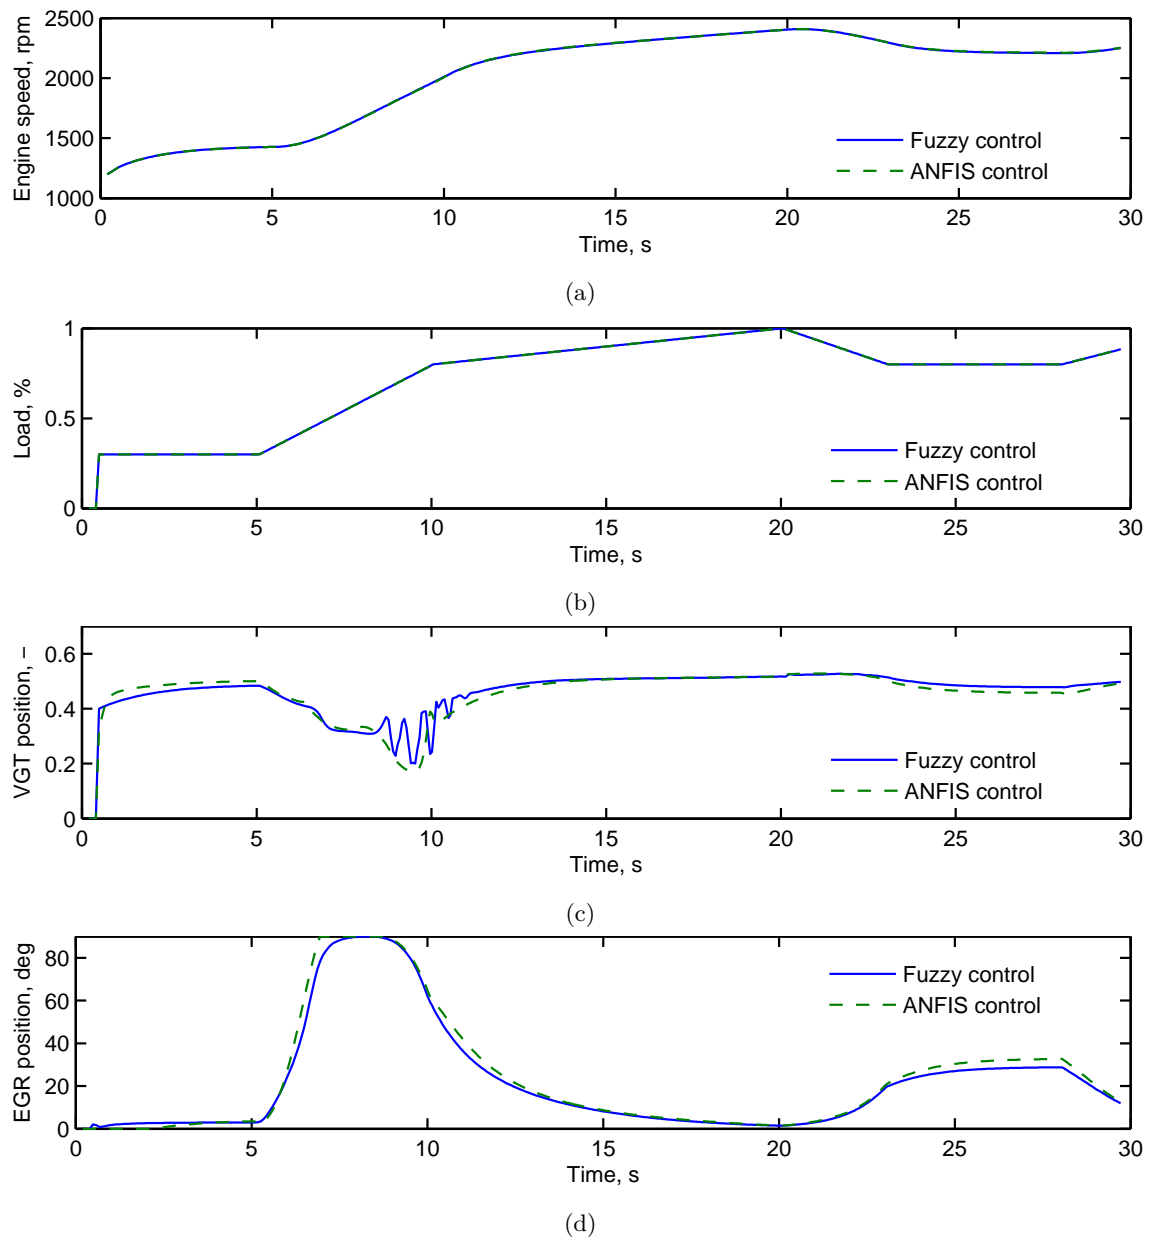 2500
2000
1500
1000
Engine speed, rpm
Fuzzy control
ANFIS control
0 5 10 15 20 25 30
Time, s
(a)
1
0.5
0
Load, %
Fuzzy control
ANFIS control
0 5 10 15 20 25 30
Time, s
(b)
0.6
0.4
0.2
0
VGT position, –
Fuzzy control
ANFIS control
0 5 10 15 20 25 30
Time, s
(c)
80
60
40
20
0
EGR position, deg
Fuzzy control
ANFIS control
0 5 10 15 20 25 30
Time, s
(d)